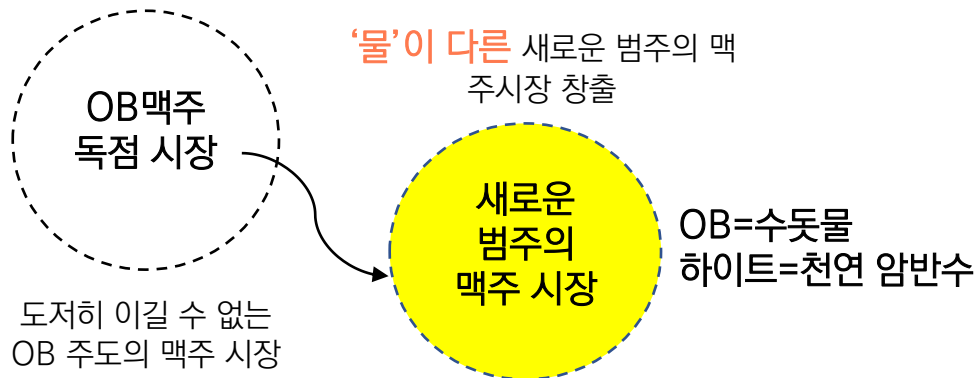 ‘물’이 다른 새로운 범주의 맥
주시장 창출
OB맥주
독점 시장
새로운
범주의
맥주 시장
OB=수돗물
하이트=천연 암반수
도저히 이길 수 없는
OB 주도의 맥주 시장